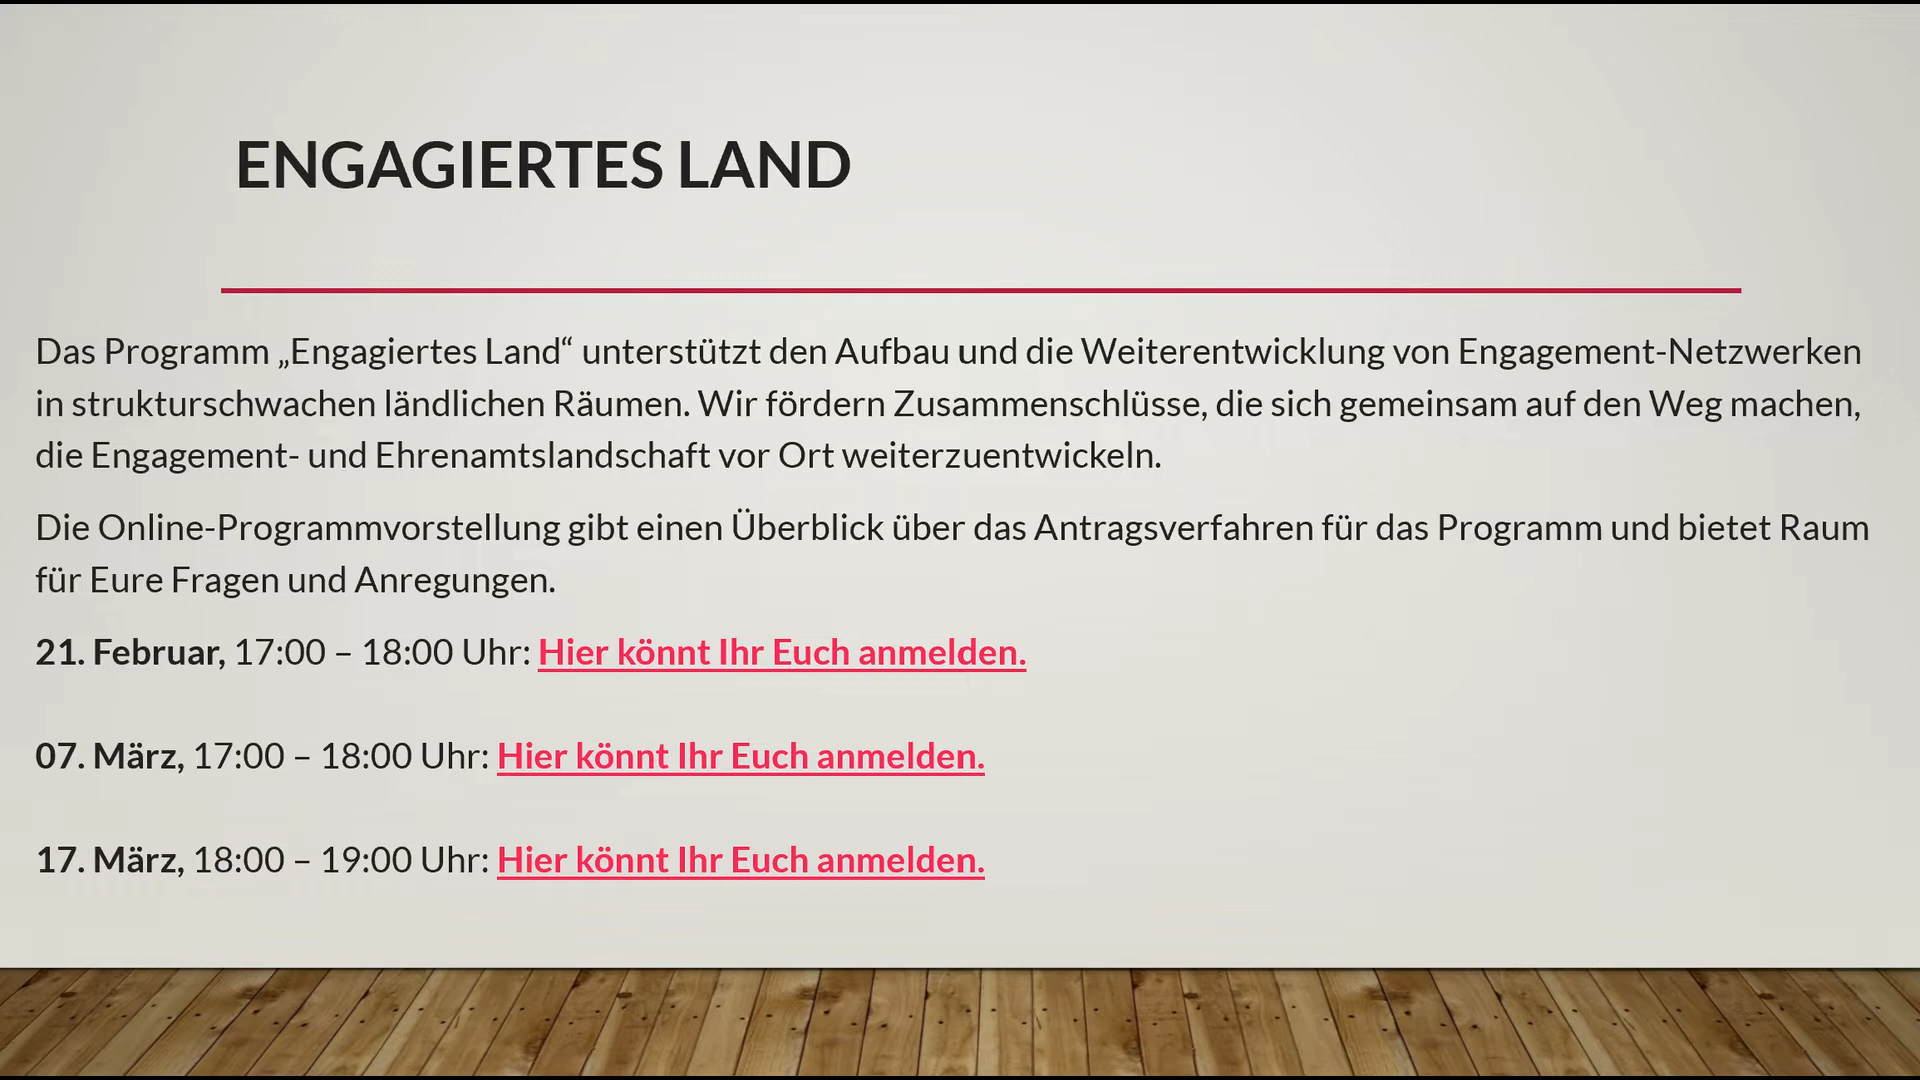 ENGAGIERTES LAND
Das Programm „Engagiertes Land“ unterstützt den Aufbau und die Weiterentwicklung von Engagement-Netzwerken
in strukturschwachen ländlichen Räumen. Wir fördern Zusammenschlüsse, die sich gemeinsam auf den Weg machen,
die Engagement- und Ehrenamtslandschaft vor Ort weiterzuentwickeln.
Die Online-Programmvorstellung gibt einen Überblick über das Antragsverfahren für das Programm und bietet Raum
für Eure Fragen und Anregungen.
21. Februar, 17:00 – 18:00 Uhr: Hier könnt Ihr Euch anmelden.
07. März, 17:00 – 18:00 Uhr: Hier könnt Ihr Euch anmelden.
17. März, 18:00 – 19:00 Uhr: Hier könnt Ihr Euch anmelden.